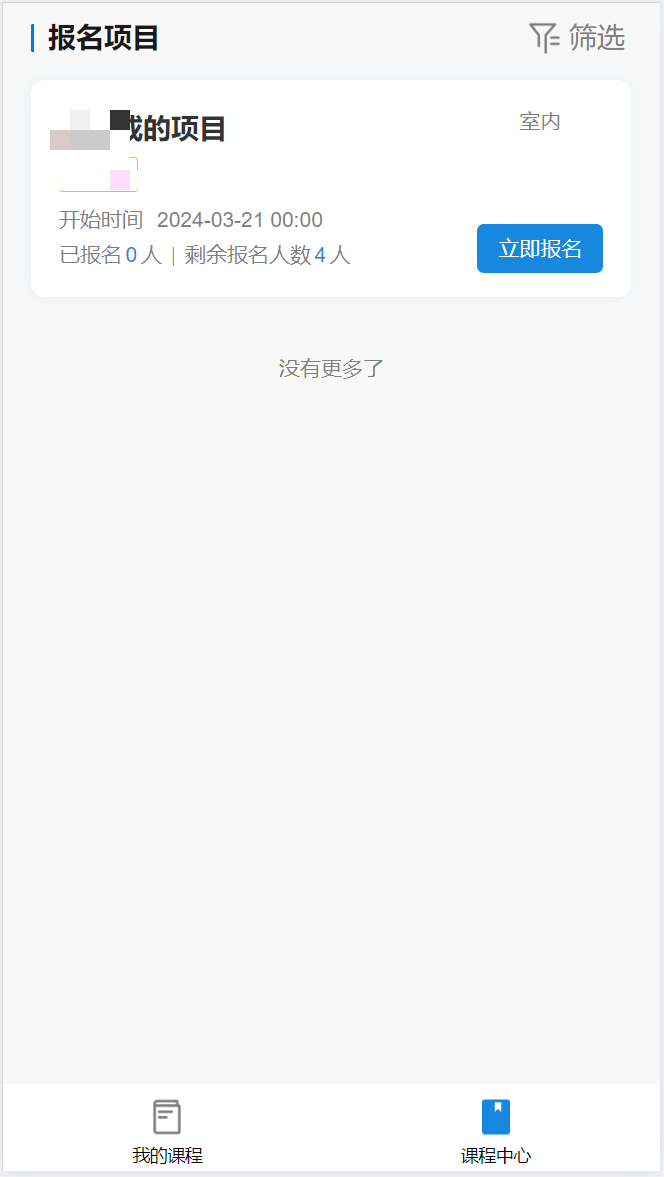 报名项目
筛选
的项目
室内
开始时间 2024-03-21 00:00
已报名0人 | 剩余报名人数4人
立即报名
没有更多了
我的课程
课程中心